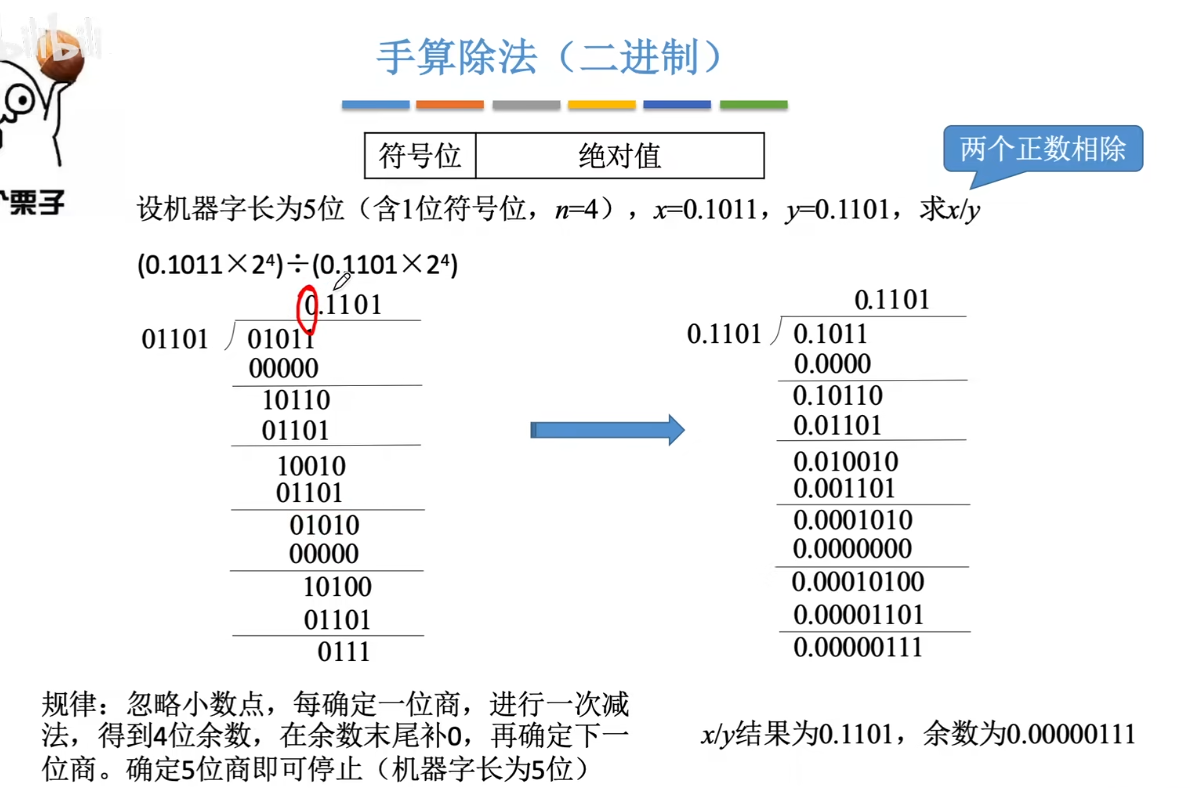 bilibili
手算除法（二进制）
符号位 绝对值
两个正数相除
个栗子
设机器字长为5位（含1位符号位，n=4），x=0.1011，y=0.1101，求x/y
(0.1011×2⁴)÷(0.1101×2⁴)
0.1101
01101 01011
00000
10110
01101
10010
01101
01010
00000
10100
01101
0111
0.1101
0.1101 0.1011
0.0000
0.10110
0.01101
0.010010
0.001101
0.0001010
0.0000000
0.00010100
0.00001101
0.00000111
规律：忽略小数点，每确定一位商，进行一次减
法，得到4位余数，在余数末尾补0，再确定下一
位商。确定5位商即可停止（机器字长为5位）
x/y结果为0.1101，余数为0.00000111